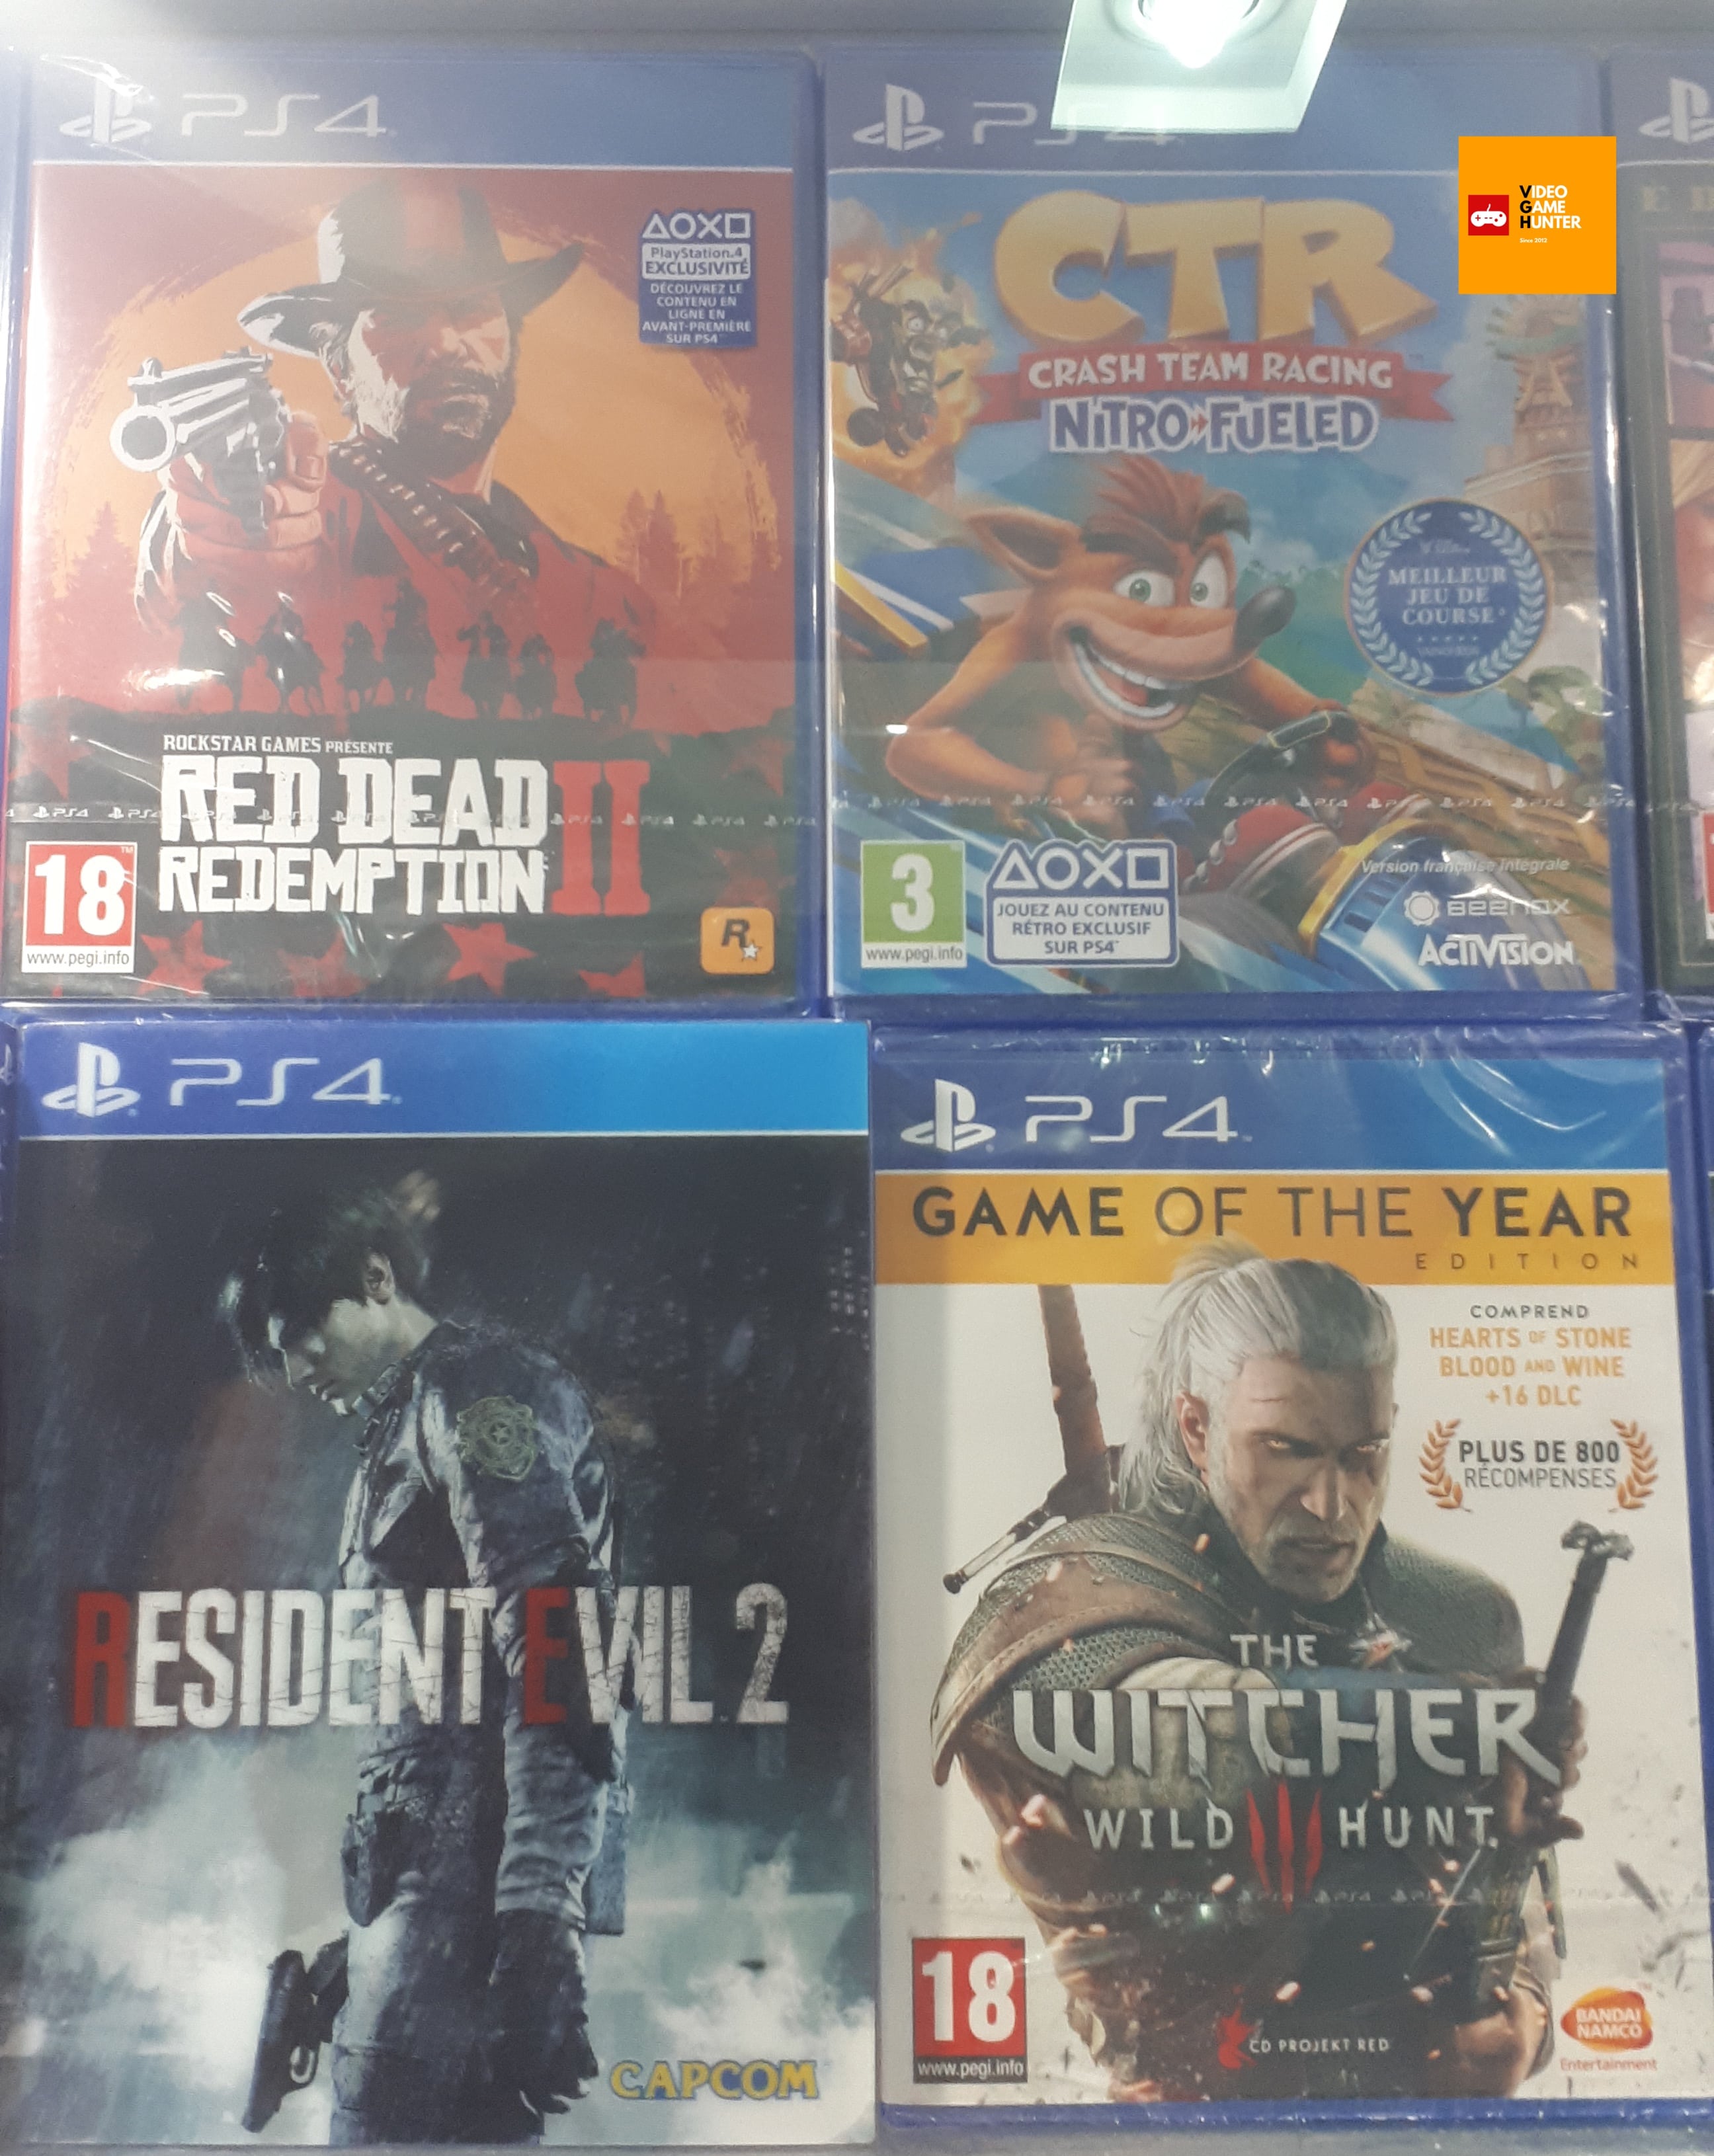 PS4
AOXO
PlayStation.4
EXCLUSIVITÉ
DÉCOUVREZ LE
CONTENU EN
LIGNE EN
AVANT-PREMIÈRE
SUR PS4
ROCKSTAR GAMES PRÉSENTE
RED DEAD
REDEMPTION II
18
www.pegi.info
R
PS4
VIDEO
GAME
HUNTER
Since 2012
CTR
CRASH TEAM RACING
NITRO FUELED
MEILLEUR
JEU DE
COURSE
3
www.pegi.info
JOUEZ AU CONTENU
RÉTRO EXCLUSIF
SUR PS4
Version française intégrale
BEENOX
ACTIVISION
PS4
RESIDENT EVIL 2
CAPCOM
PS4
GAME OF THE YEAR
EDITION
COMPREND
HEARTS OF STONE
BLOOD AND WINE
+16 DLC
PLUS DE 800
RÉCOMPENSES
THE
WITCHER
WILD HUNT
18
www.pegi.info
CD PROJEKT RED
BANDAI
NAMCO
Entertainment